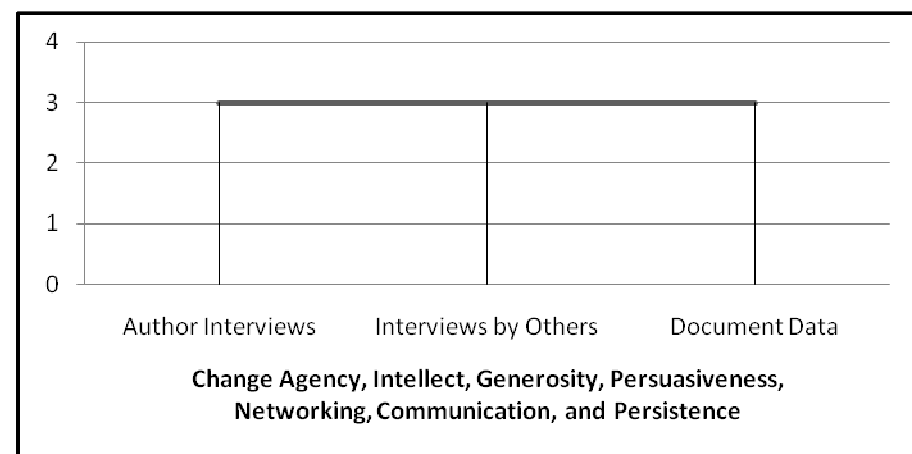 4
3
2
1
0
Author Interviews Interviews by Others Document Data
Change Agency, Intellect, Generosity, Persuasiveness,
Networking, Communication, and Persistence